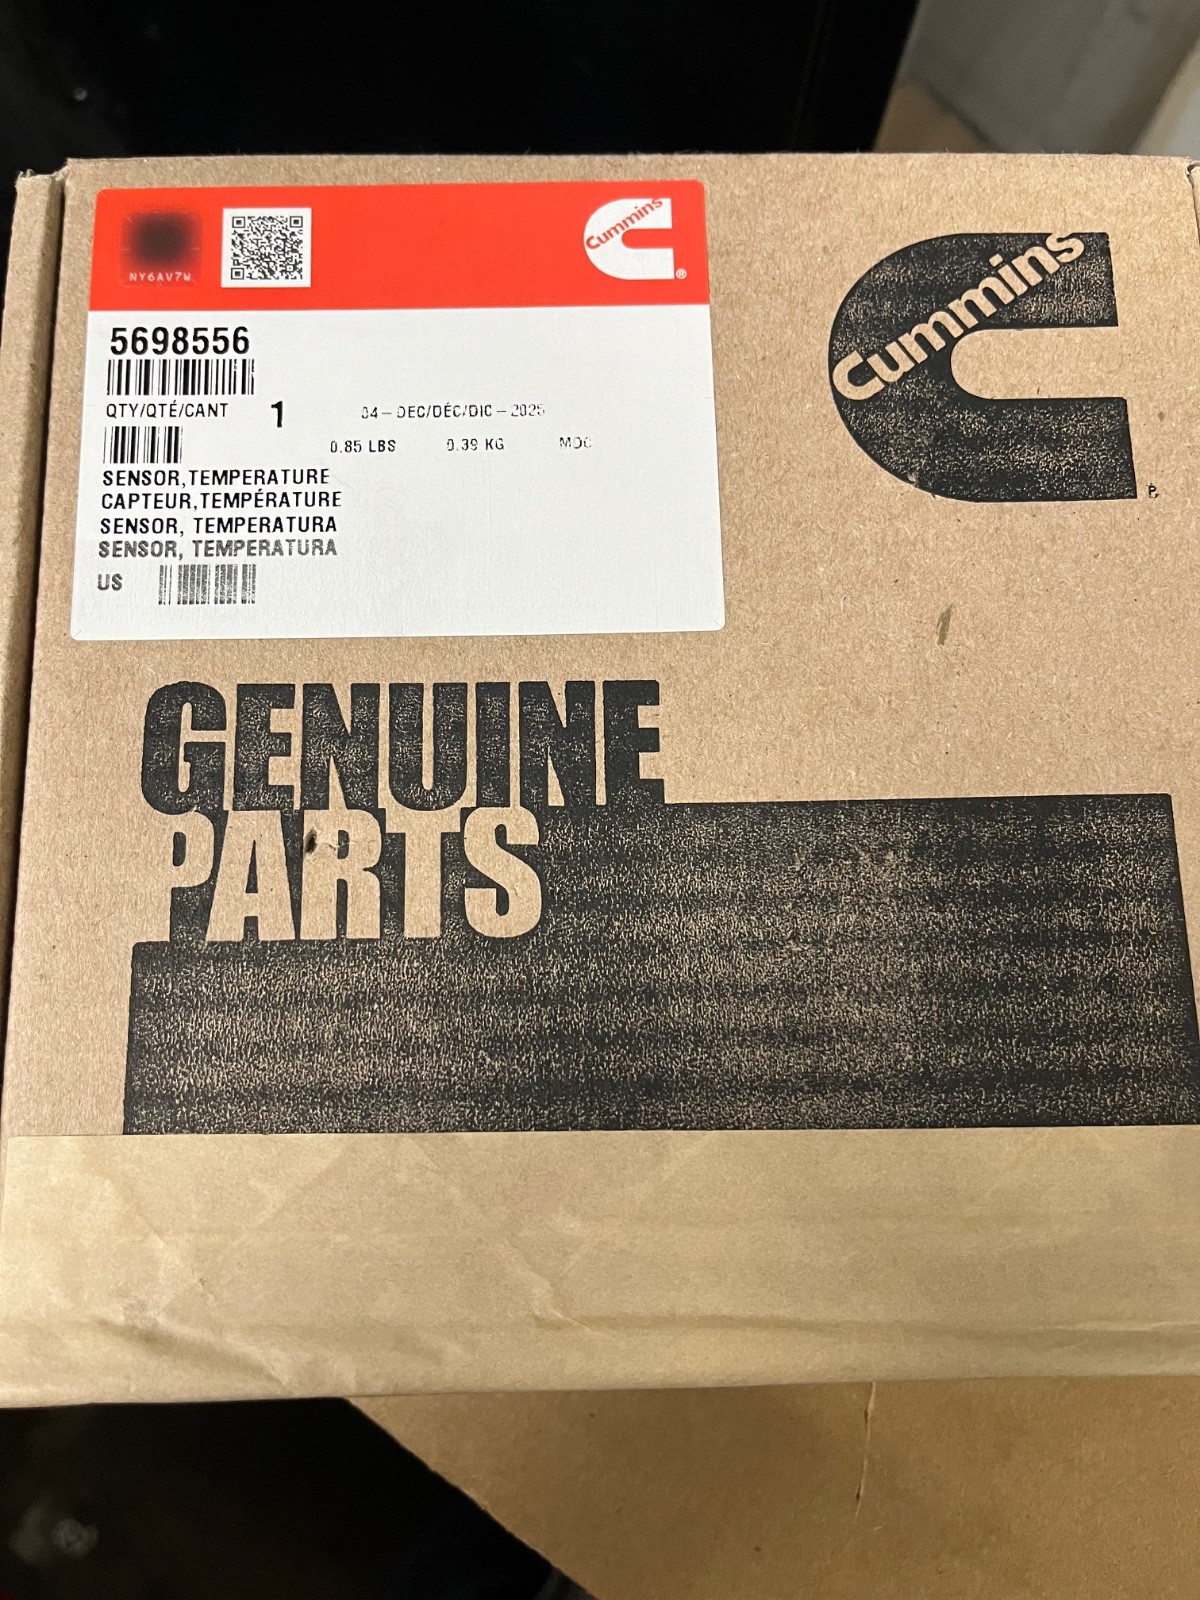 NY6AV7W
Cummins
®
5698556
QTY/QTÉ/CANT 1 04-DEC/DÉC/DIC-2025
0.85 LBS 0.39 KG MDC
SENSOR,TEMPERATURE
CAPTEUR,TEMPÉRATURE
SENSOR, TEMPERATURA
SENSOR, TEMPERATURA
US
Cummins
GENUINE
PARTS